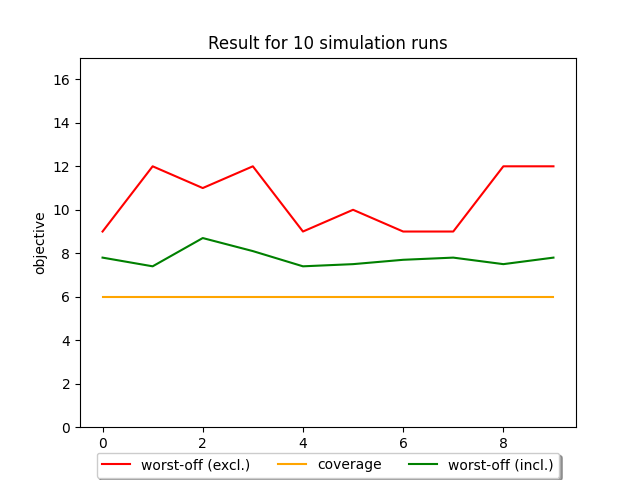 Result for 10 simulation runs
16
14
12
10
8
6
4
2
0
objective
0 2 4 6 8
worst-off (excl.) coverage worst-off (incl.)